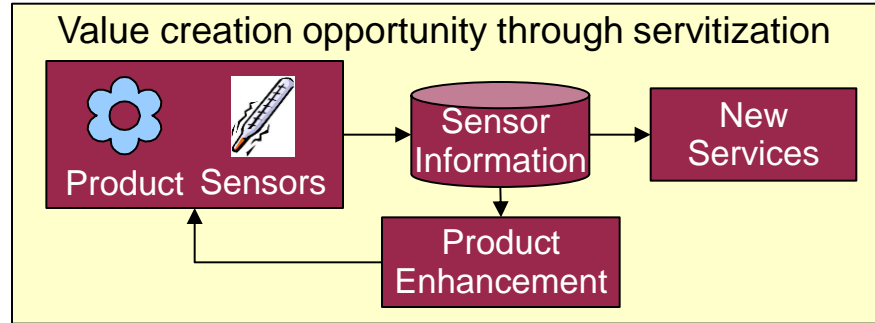 Value creation opportunity through servitization
Product Sensors
Sensor
Information
New
Services
Product
Enhancement